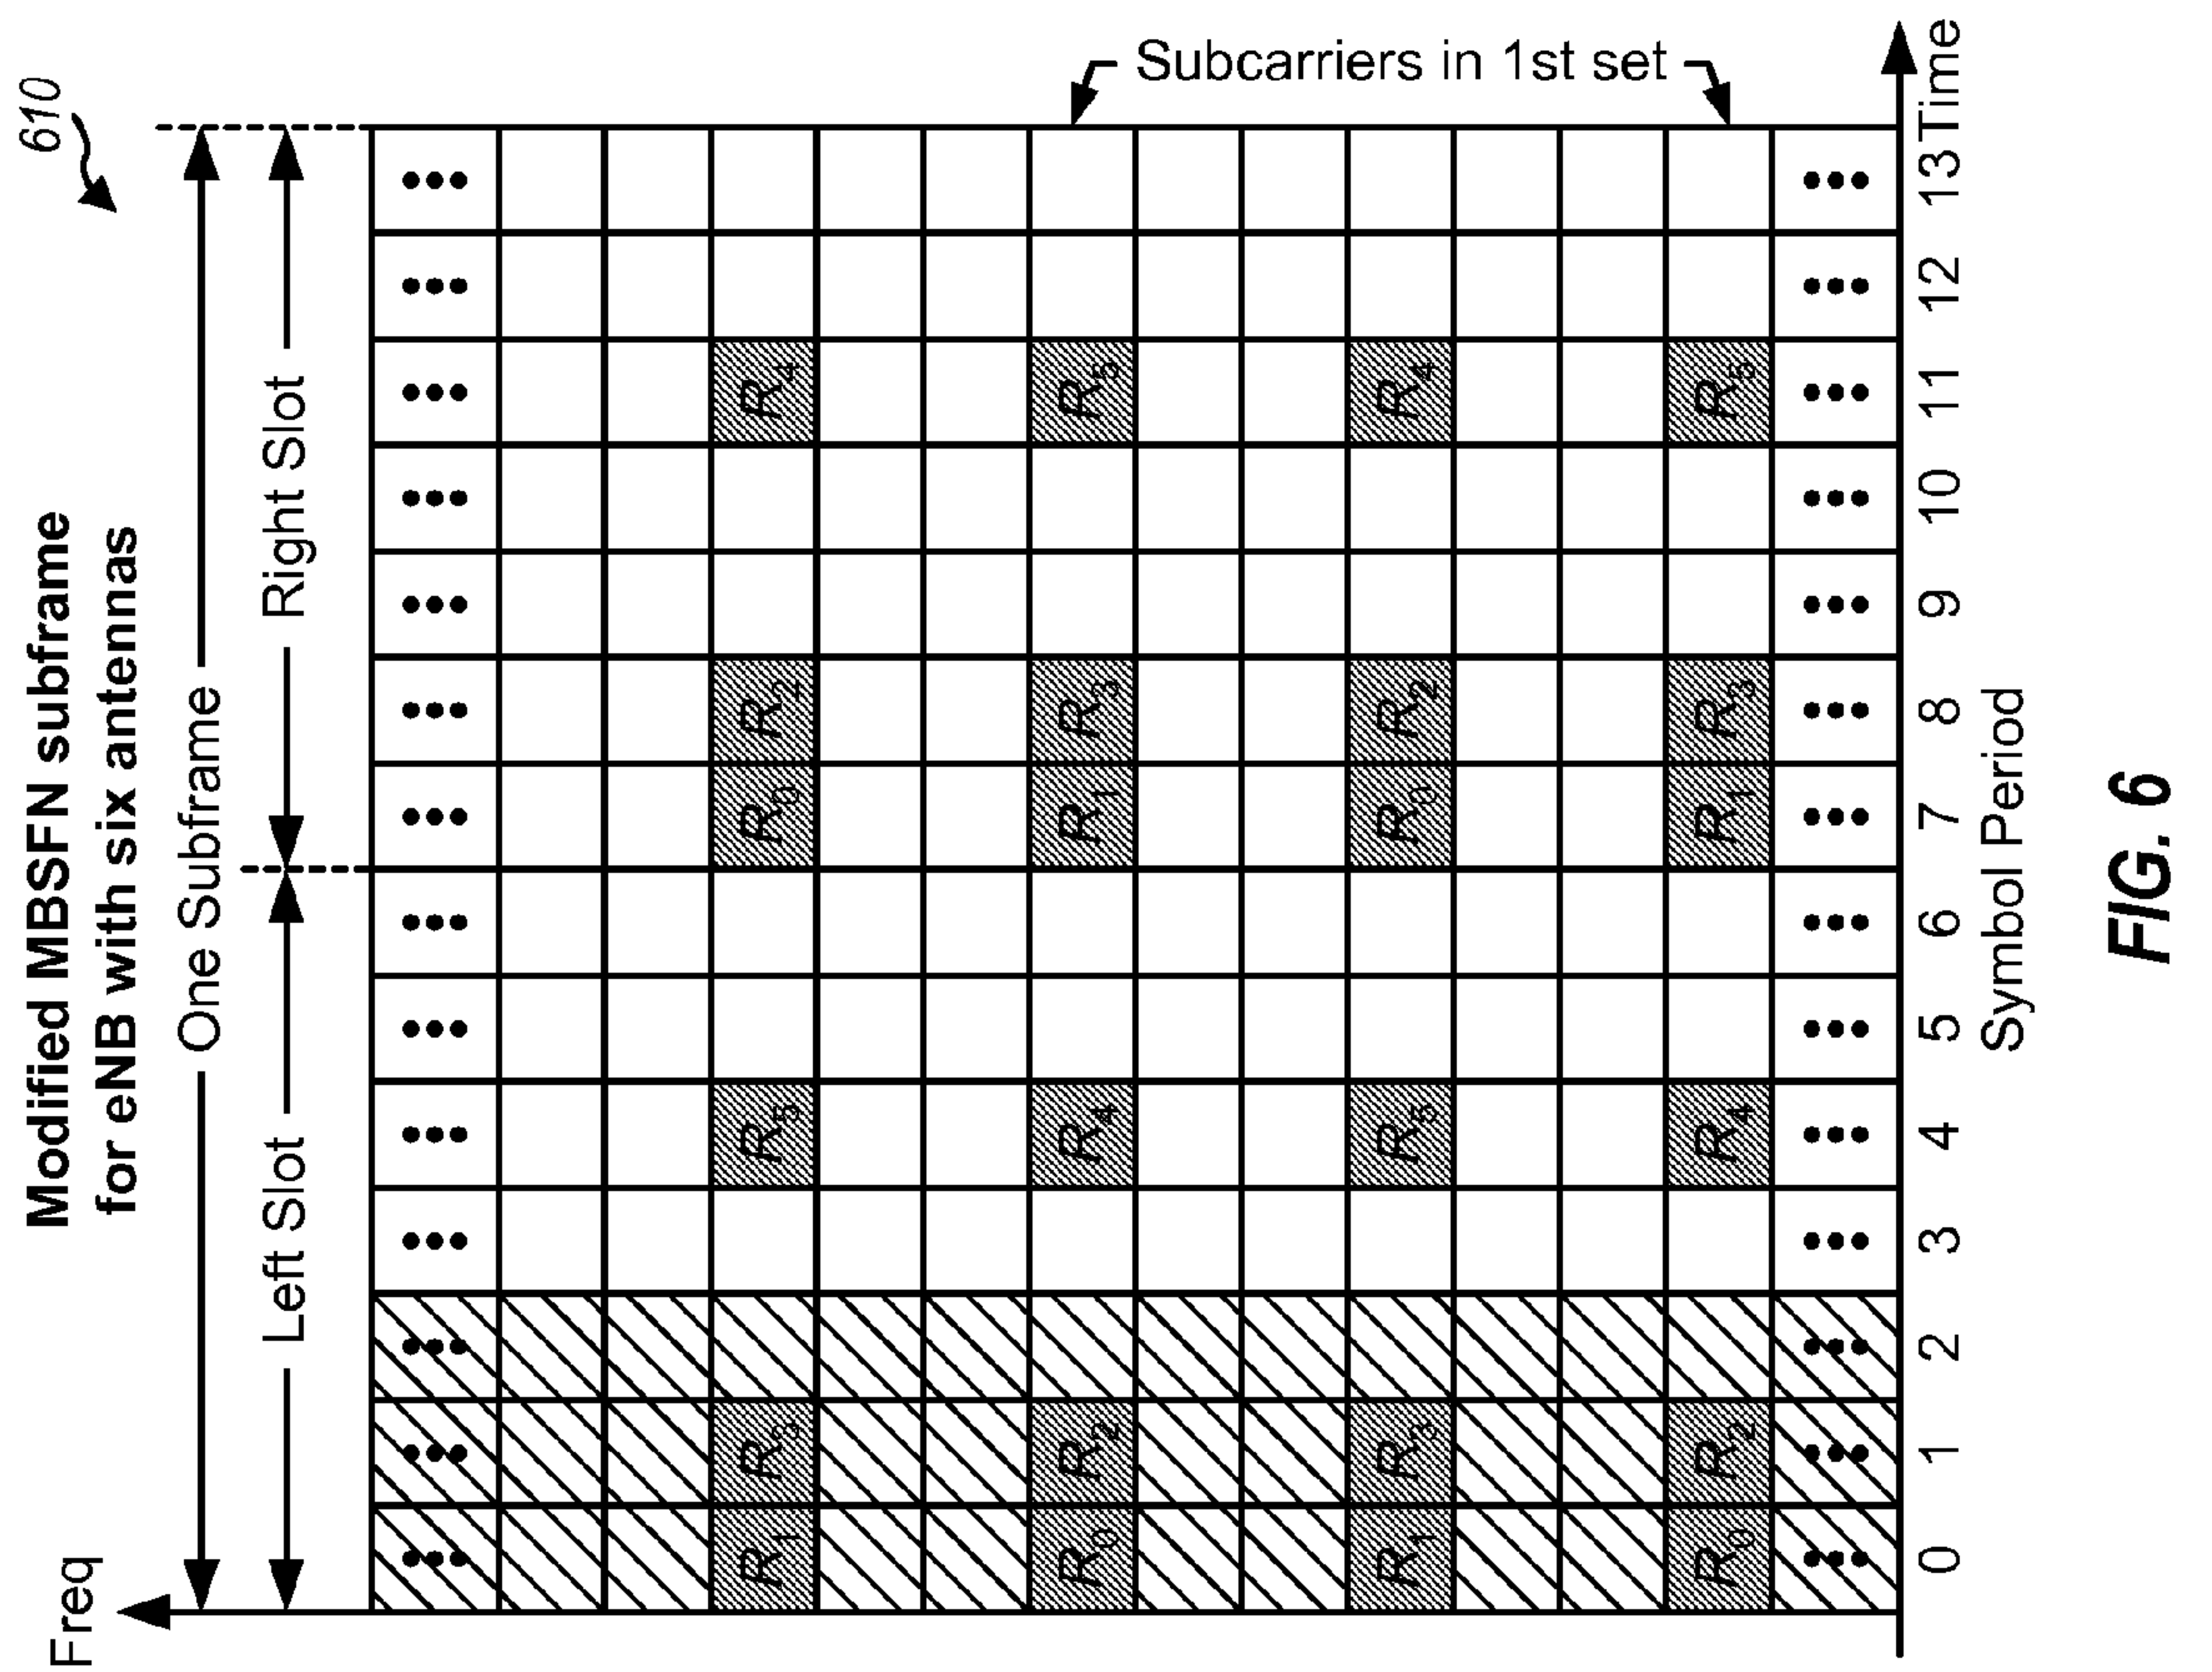 Modified MBSFN subframe
for eNB with six antennas
610
Freq
One Subframe
Left Slot
Right Slot
R1 R3 R5 R0 R2 R4
R0 R2 R4 R1 R3 R5
Subcarriers in 1st set
R1 R3 R5 R0 R2 R4
R0 R2 R4 R1 R3 R5
0 1 2 3 4 5 6 7 8 9 10 11 12 13 Time
Symbol Period
FIG. 6